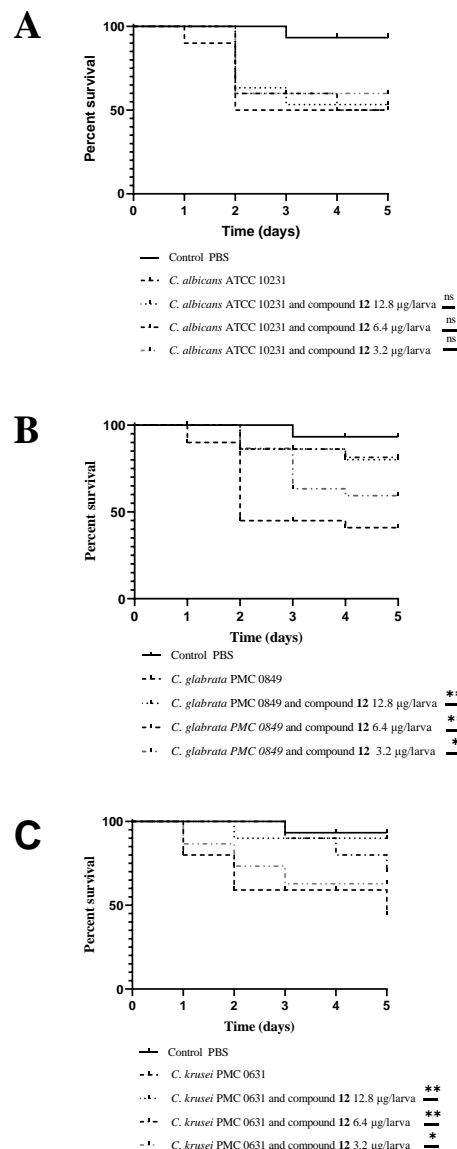 A
Percent survival
100
50
0
0 1 2 3 4 5
Time (days)
Control PBS
C. albicans ATCC 10231
C. albicans ATCC 10231 and compound 12 12.8 µg/larva ns
C. albicans ATCC 10231 and compound 12 6.4 µg/larva ns
C. albicans ATCC 10231 and compound 12 3.2 µg/larva ns
B
Percent survival
100
50
0
0 1 2 3 4 5
Time (days)
Control PBS
C. glabrata PMC 0849
C. glabrata PMC 0849 and compound 12 12.8 µg/larva **
C. glabrata PMC 0849 and compound 12 6.4 µg/larva **
C. glabrata PMC 0849 and compound 12 3.2 µg/larva *
C
Percent survival
100
50
0
0 1 2 3 4 5
Time (days)
Control PBS
C. krusei PMC 0631
C. krusei PMC 0631 and compound 12 12.8 µg/larva **
C. krusei PMC 0631 and compound 12 6.4 µg/larva **
C. krusei PMC 0631 and compound 12 3.2 µg/larva *